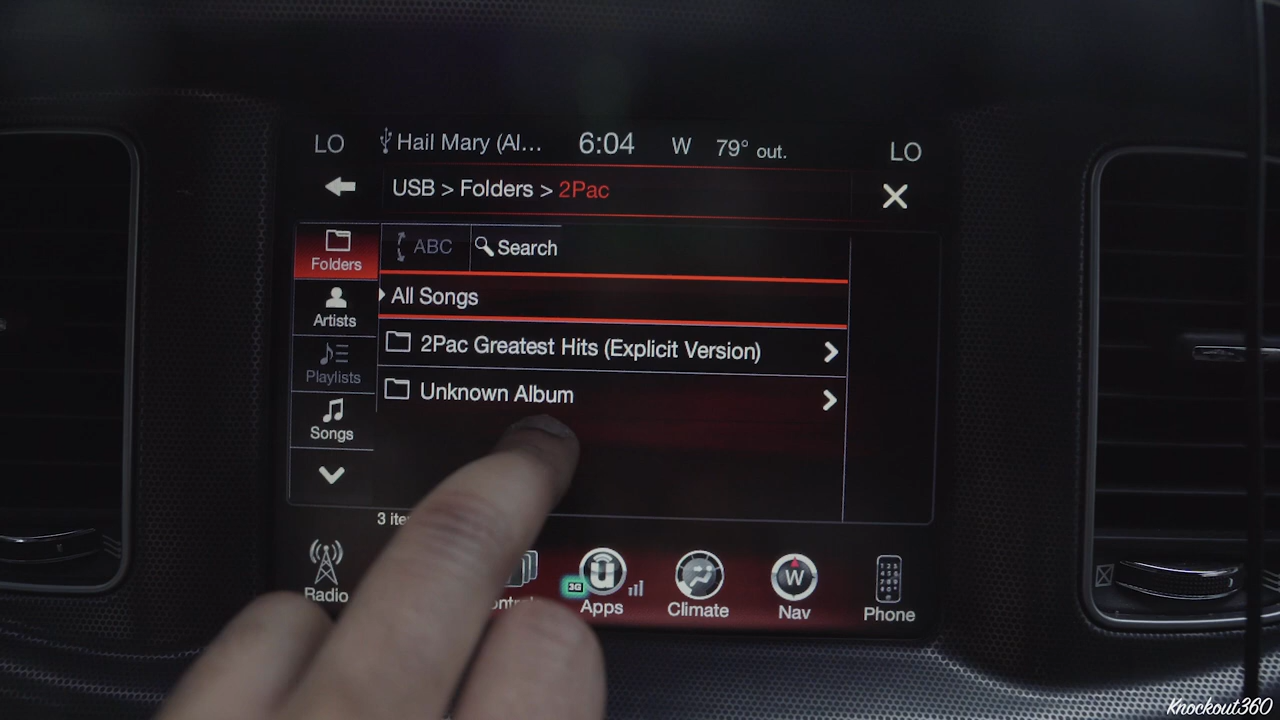 LO Hail Mary (Al... 6:04 W 79° out. LO
USB > Folders > 2Pac
Folders
ABC
Search
All Songs
Artists
2Pac Greatest Hits (Explicit Version)
Playlists
Unknown Album
Songs
3
Radio
3G
Apps
Climate
W
Nav
Phone
Knockout360